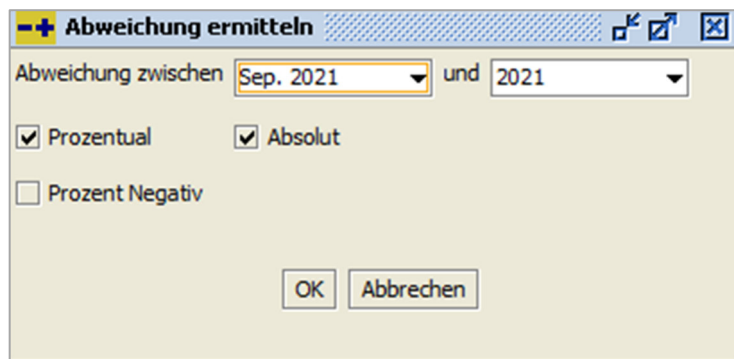 Abweichung ermitteln
Abweichung zwischen Sep. 2021 und 2021
Prozentual Absolut
Prozent Negativ
OK Abbrechen